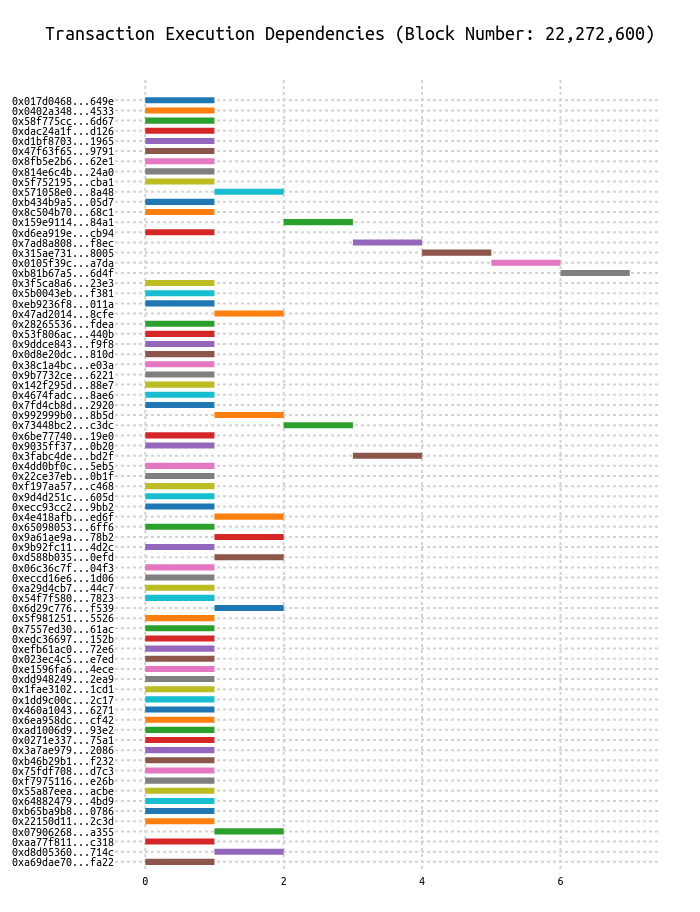 Transaction Execution Dependencies (Block Number: 22,272,600)
0x017d0468...649e
0x0402a348...4533
0x58f775cc...6d67
0xdac24a1f...d126
0xd1bf8703...1965
0x47f63f65...9791
0x8fb5e2b6...62e1
0x814e6c4b...24a0
0x5f752195...cba1
0x571058e0...8a48
0xb434b9a5...05d7
0x8c504b70...68c1
0x159e9114...84a1
0xd6ea919e...cb94
0x7ad8a808...f8ec
0x315ae731...8005
0x0105f39c...a7da
0xb81b67a5...6d4f
0x3f5ca8a6...23e3
0x5b0043eb...f381
0xeb9236f8...011a
0x47ad2014...8cfe
0x28265536...fdea
0x53f806ac...440b
0x9ddce843...f9f8
0x0d8e20dc...810d
0x38c1a4bc...e03a
0x9b7732ce...6221
0x142f295d...88e7
0x4674fadc...8ae6
0x7fd4cb8d...2920
0x992999b0...8b5d
0x73448bc2...c3dc
0x6be77740...19e0
0x9035ff37...0b20
0x3fabc4de...bd2f
0x4dd0bf0c...5eb5
0x22ce37eb...0b1f
0xf197aa57...c468
0x9d4d251c...605d
0xecc93cc2...9bb2
0x4e418afb...ed6f
0x65098053...6ff6
0x9a61ae9a...78b2
0x9b92fc11...4d2c
0xd588b035...0efd
0x06c36c7f...04f3
0xeccd16e6...1d06
0xa29d4cb7...44c7
0x54f7f580...7823
0x6d29c776...f539
0x5f981251...5526
0x7557ed30...61ac
0xedc36697...152b
0xefb61ac0...72e6
0x023ec4c5...e7ed
0xe1596fa6...4ece
0xdd948249...2ea9
0x1fae3102...1cd1
0x1dd9c00c...2c17
0x460a1043...6271
0x6ea958dc...cf42
0xad1006d9...93e2
0x0271e337...75a1
0x3a7ae979...2086
0xb46b29b1...f232
0x75fdf708...d7c3
0xf7975116...e26b
0x55a87eea...acbe
0x64882479...4bd9
0xb65ba9b8...0786
0x22150d11...2c3d
0x07906268...a355
0xaa77f811...c318
0xd8d05360...714c
0xa69dae70...fa22
0 2 4 6